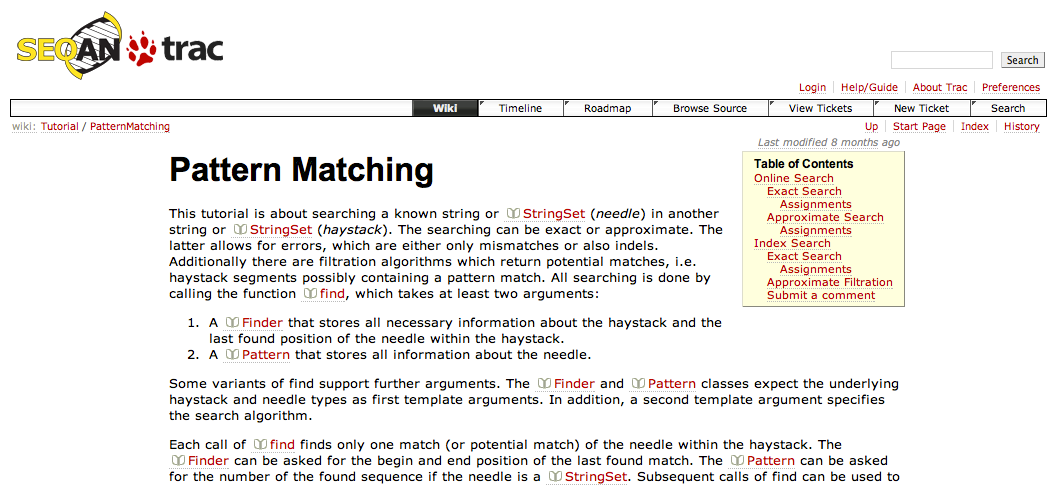 SEQAN trac
Search
Login Help/Guide About Trac Preferences
Wiki Timeline Roadmap Browse Source View Tickets New Ticket Search
wiki: Tutorial / PatternMatching
Up Start Page Index History
Last modified 8 months ago
Pattern Matching
This tutorial is about searching a known string or StringSet (needle) in another
string or StringSet (haystack). The searching can be exact or approximate. The
latter allows for errors, which are either only mismatches or also indels.
Additionally there are filtration algorithms which return potential matches, i.e.
haystack segments possibly containing a pattern match. All searching is done by
calling the function find, which takes at least two arguments:
1. A Finder that stores all necessary information about the haystack and the
last found position of the needle within the haystack.
2. A Pattern that stores all information about the needle.
Table of Contents
Online Search
Exact Search
Assignments
Approximate Search
Assignments
Index Search
Exact Search
Assignments
Approximate Filtration
Submit a comment
Some variants of find support further arguments. The Finder and Pattern classes expect the underlying
haystack and needle types as first template arguments. In addition, a second template argument specifies
the search algorithm.
Each call of find finds only one match (or potential match) of the needle within the haystack. The
Finder can be asked for the begin and end position of the last found match. The Pattern can be asked
for the number of the found sequence if the needle is a StringSet. Subsequent calls of find can be used to